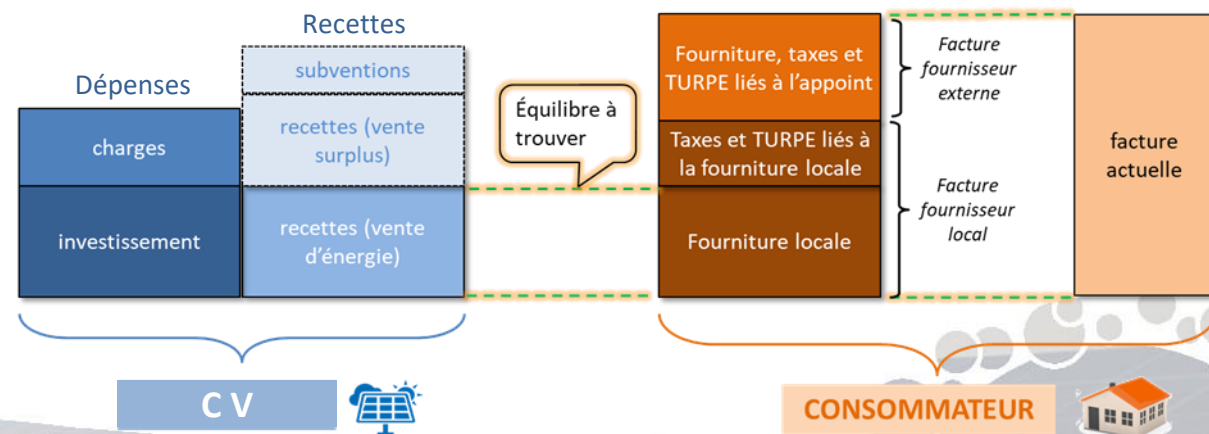 Recettes
Dépenses
subventions
charges
recettes (vente
surplus)
investissement
recettes (vente
d'énergie)
Équilibre à
trouver
Fourniture, taxes et
TURPE liés à l'appoint
Taxes et TURPE liés à
la fourniture locale
Fourniture locale
Facture
fournisseur
externe
Facture
fournisseur
local
facture
actuelle
C V
CONSOMMATEUR